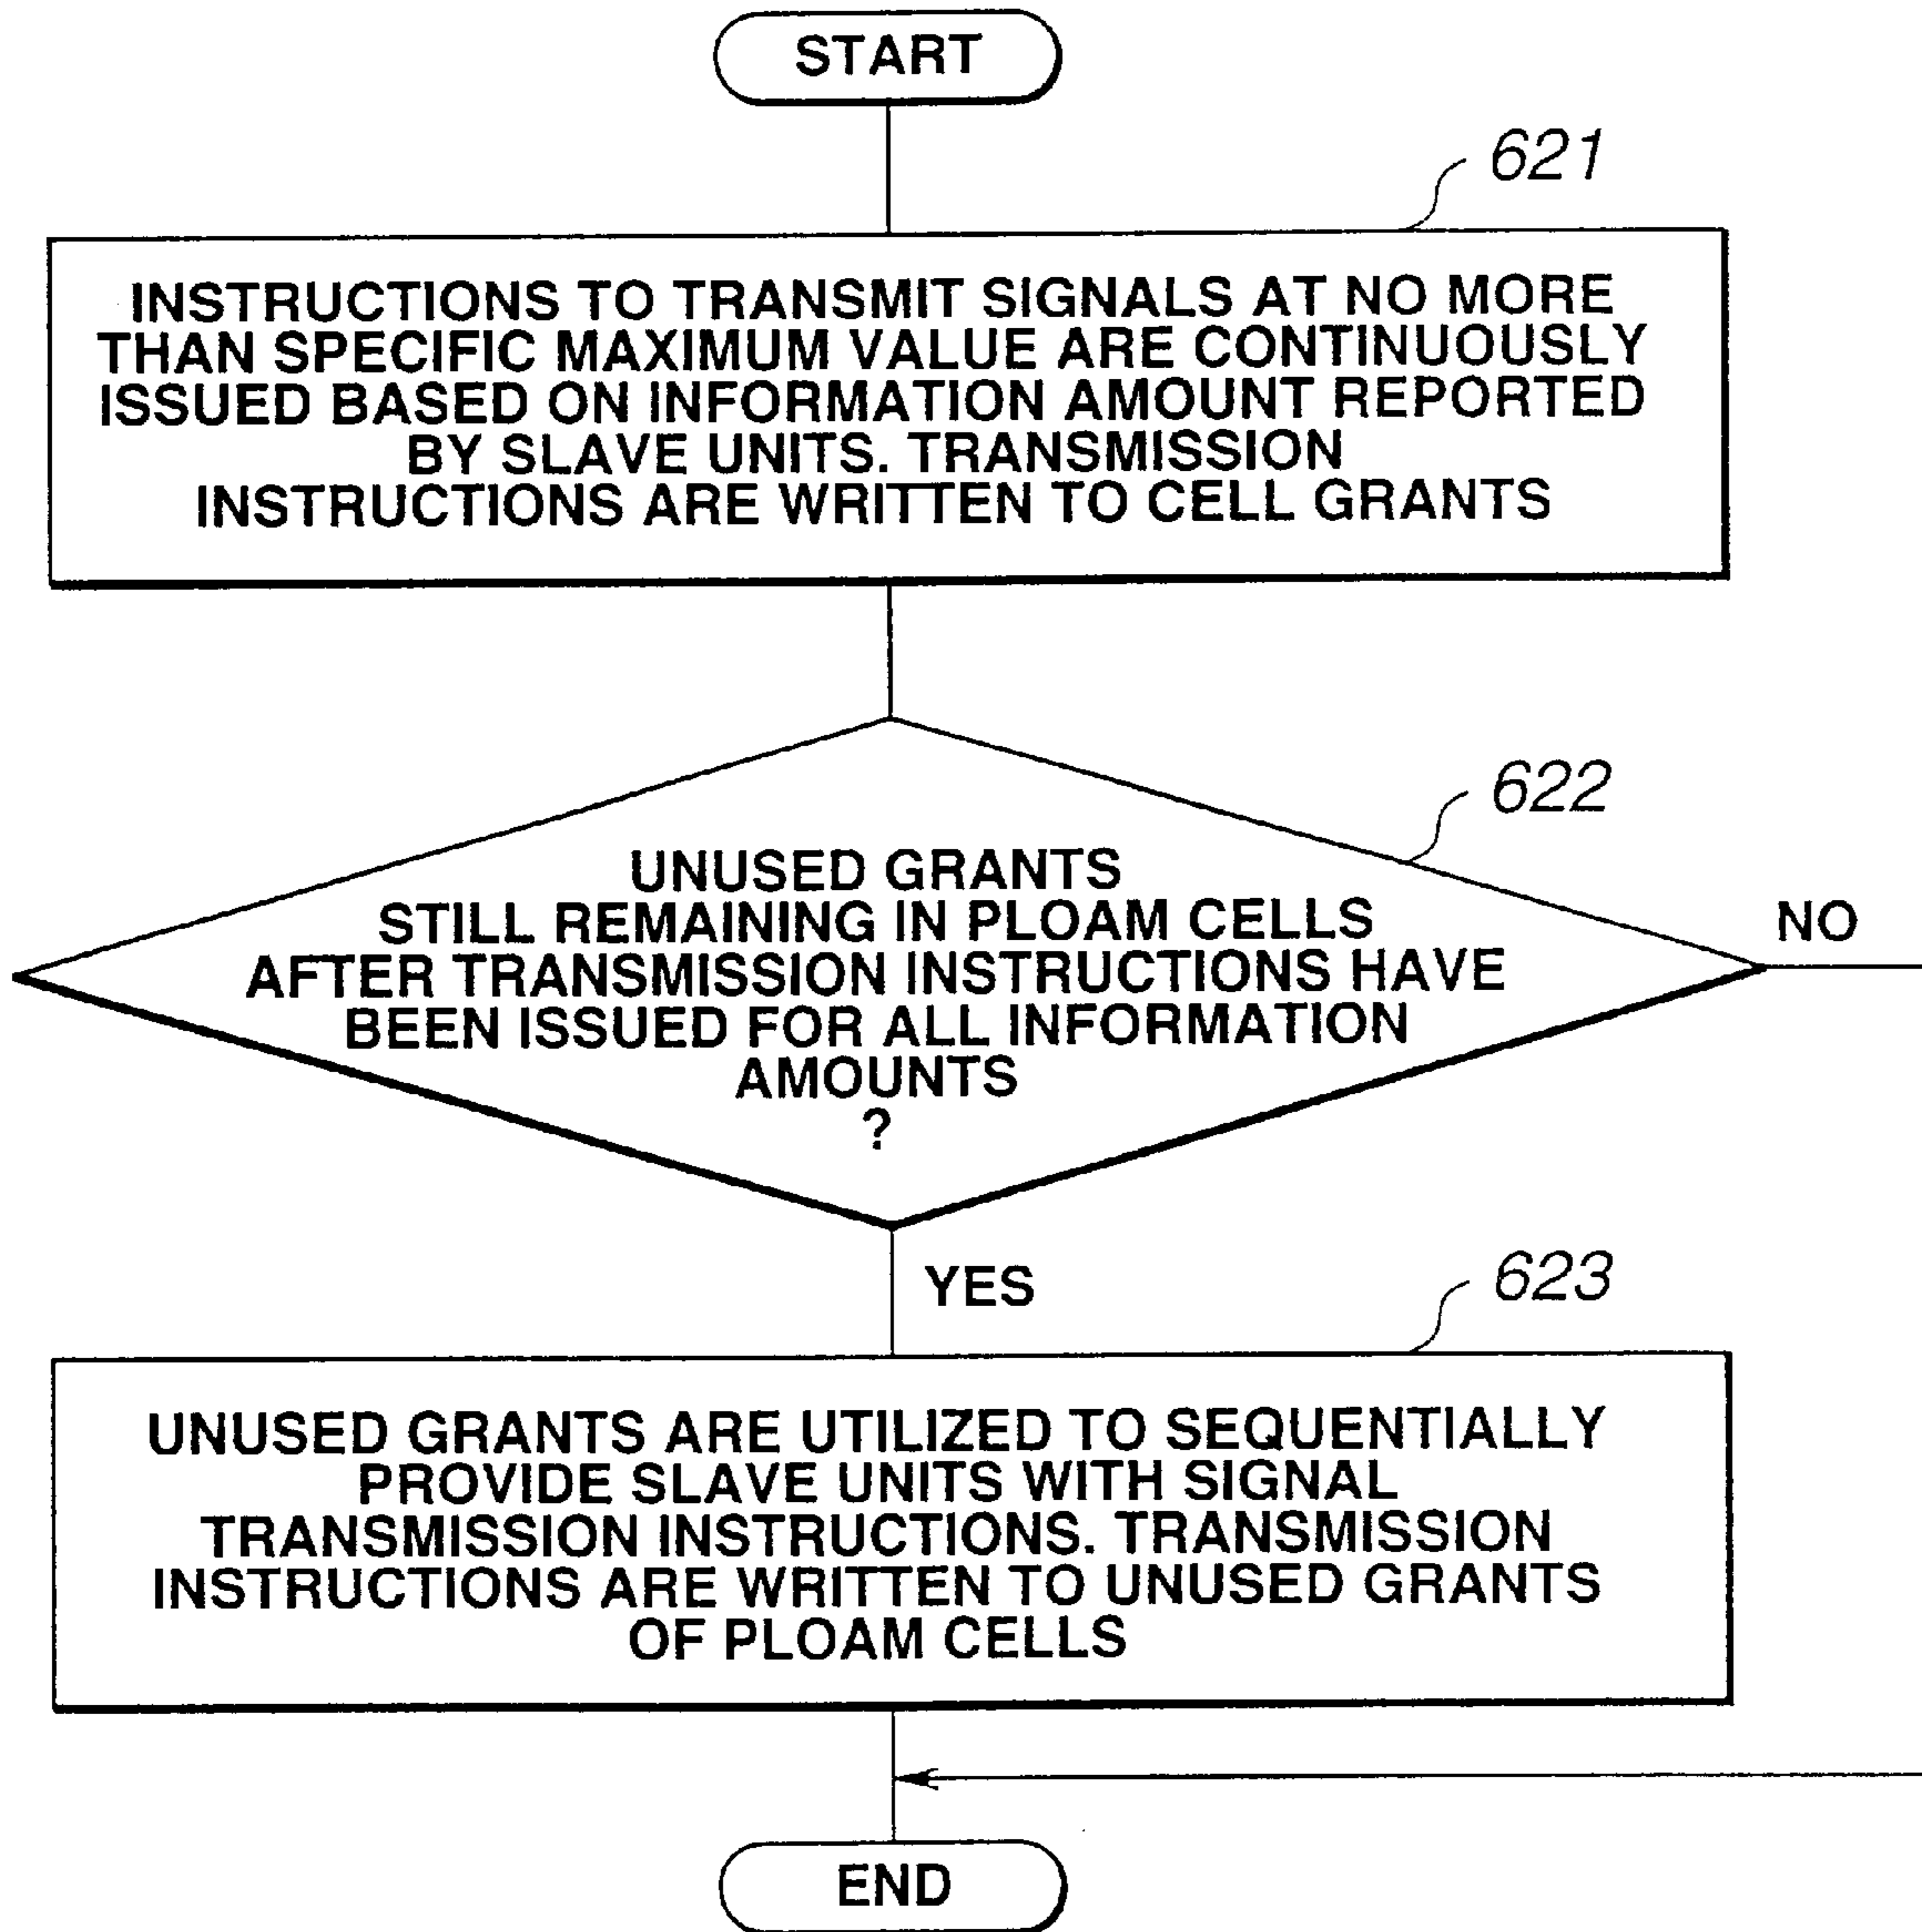 START
621
INSTRUCTIONS TO TRANSMIT SIGNALS AT NO MORE
THAN SPECIFIC MAXIMUM VALUE ARE CONTINUOUSLY
ISSUED BASED ON INFORMATION AMOUNT REPORTED
BY SLAVE UNITS. TRANSMISSION
INSTRUCTIONS ARE WRITTEN TO CELL GRANTS
622
UNUSED GRANTS
STILL REMAINING IN PLOAM CELLS
AFTER TRANSMISSION INSTRUCTIONS HAVE
BEEN ISSUED FOR ALL INFORMATION
AMOUNTS
?
NO
YES
623
UNUSED GRANTS ARE UTILIZED TO SEQUENTIALLY
PROVIDE SLAVE UNITS WITH SIGNAL
TRANSMISSION INSTRUCTIONS. TRANSMISSION
INSTRUCTIONS ARE WRITTEN TO UNUSED GRANTS
OF PLOAM CELLS
END